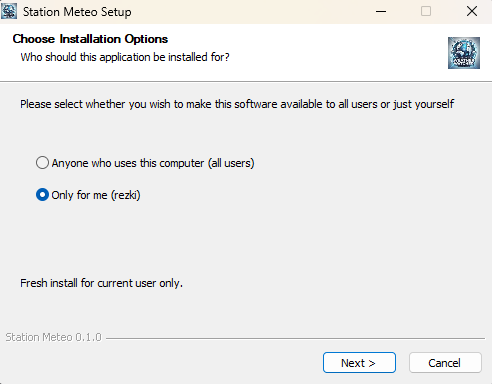 Station Meteo Setup
Choose Installation Options
Who should this application be installed for?
Please select whether you wish to make this software available to all users or just yourself
Anyone who uses this computer (all users)
Only for me (rezki)
Fresh install for current user only.
Station Meteo 0.1.0
Next >
Cancel